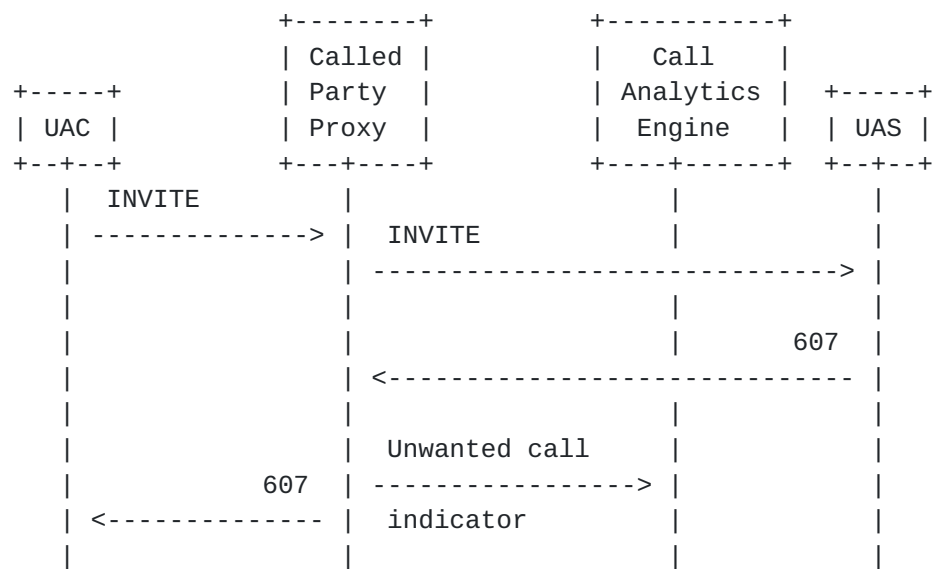 Called Call
Party Analytics
UAC Proxy Engine UAS
INVITE
INVITE
607
Unwanted call
607
indicator